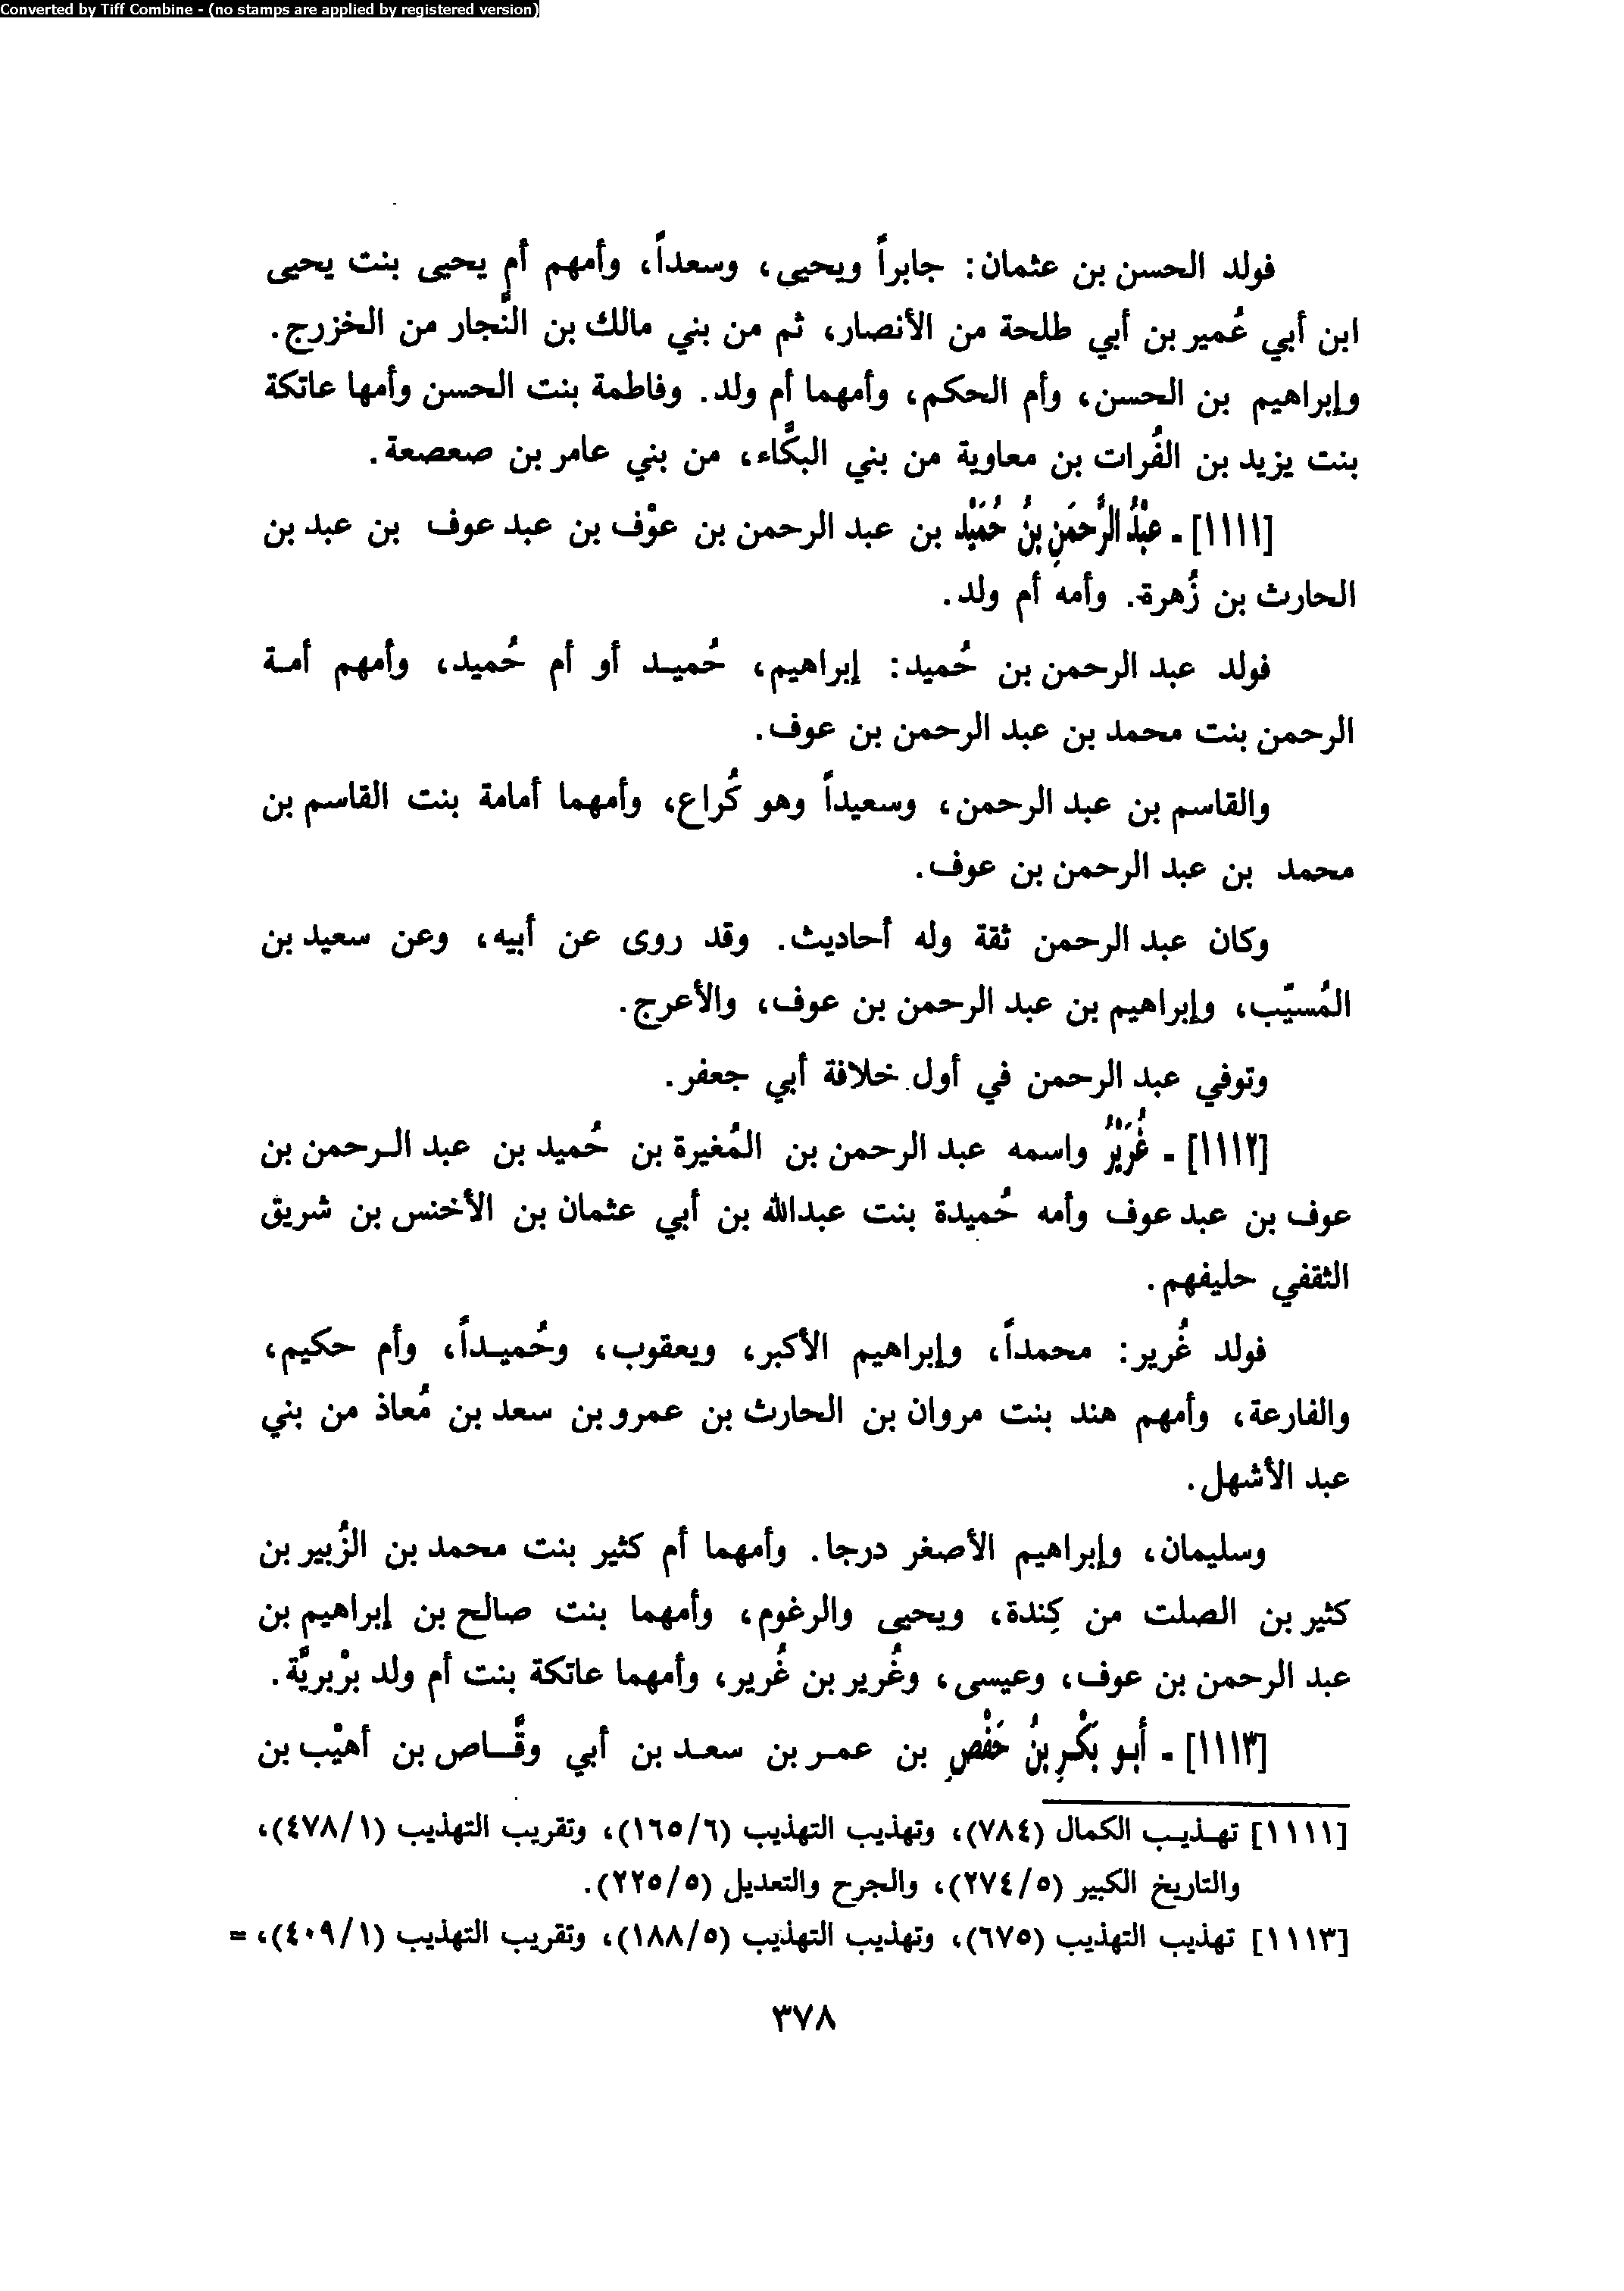 Converted by Tiff Combine - (no stamps are applied by registered version)
فولد الحسن بن عثمان: جابراً ويحيى، وسعداً، وأمهم أم يحيى بنت يحيى
ابن أبي عُمير بن أبي طلحة من الأنصار، ثم من بني مالك بن النَّجار من الخزرج.
وإبراهيم بن الحسن، وأم الحكم، وأمهما أم ولد. وفاطمة بنت الحسن وأمها عاتكة
بنت يزيد بن الفُرات بن معاوية من بني البكَّاء، من بني عامر بن صعصعة.
[١١١١] - عبْدُ الرَّحمَنِ بنُ حُمَيْدِ بن عبد الرحمن بن عوْف بن عبد عوف بن عبد بن
الحارث بن زُهرة. وأمه أم ولد.
فولد عبد الرحمن بن حُميد: إبراهيم، حُميـد أو أم حُميد، وأمهم أمـة
الرحمن بنت محمد بن عبد الرحمن بن عوف.
والقاسم بن عبد الرحمن، وسعيداً وهو كُراع، وأمهما أمامة بنت القاسم بن
محمد بن عبد الرحمن بن عوف.
وكان عبد الرحمن ثقة وله أحاديث. وقد روى عن أبيه، وعن سعيد بن
المُسيّب، وإبراهيم بن عبد الرحمن بن عوف، والأعرج.
وتوفي عبد الرحمن في أول خلافة أبي جعفر.
[١١١٢] - غُرَيْرُ واسمه عبد الرحمن بن المُغيرة بن حُميد بن عبد الـرحمن بن
عوف بن عبد عوف وأمه حُميدة بنت عبدالله بن أبي عثمان بن الأخنس بن شريق
الثقفي حليفهم.
فولد غُرير: محمداً، وإبراهيم الأكبر، ويعقوب، وحُميـداً، وأم حكيم،
والفارعة، وأمهم هند بنت مروان بن الحارث بن عمرو بن سعد بن مُعاذ من بني
عبد الأشهل.
وسليمان، وإبراهيم الأصغر درجا. وأمهما أم كثير بنت محمد بن الزُبير بن
كثير بن الصلت من كِندة، ويحيى والرغوم، وأمهما بنت صالح بن إبراهيم بن
عبد الرحمن بن عوف، وعيسى، وغُرير بن غُرير، وأمهما عاتكة بنت أم ولد برْبريَّة.
[١١١٣] - أَبـو بَكْـرِ بنُ حَفْصِ بن عمـر بن سعـد بن أبي وقَّـاص بن أهيْب بن
[١١١١] تهـذيـب الكمال (٧٨٤)، وتهذيب التهذيب (٦/١٦٥)، وتقريب التهذيب (١/٤٧٨)،
والتاريخ الكبير (٥/٢٧٤)، والجرح والتعديل (٥/٢٢٥).
[١١١٣] تهذيب التهذيب (٦٧٥)، وتهذيب التهذيب (٥/١٨٨)، وتقريب التهذيب (١/٤٠٩)، =
٣٧٨